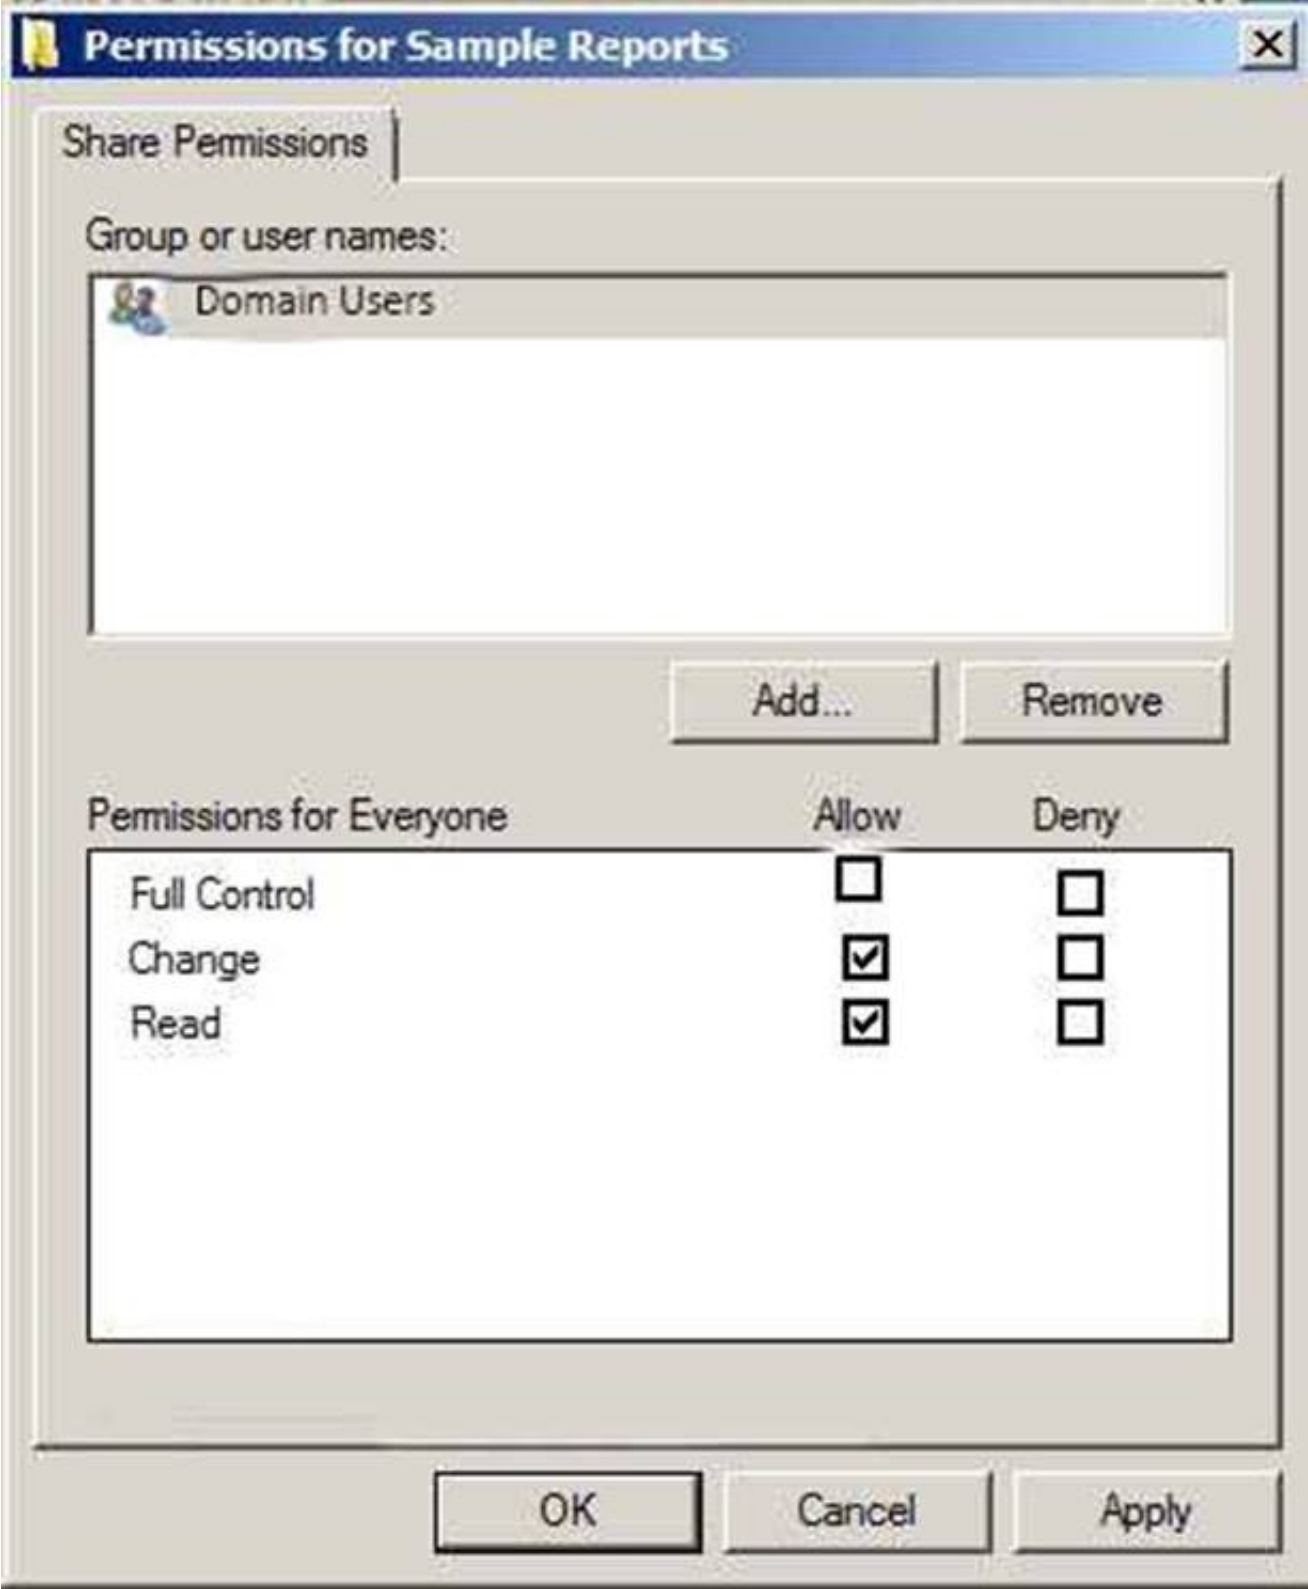 Permissions for Sample Reports
Share Permissions
Group or user names:
Domain Users
Add... Remove
Permissions for Everyone Allow Deny
Full Control
Change
Read
OK Cancel Apply